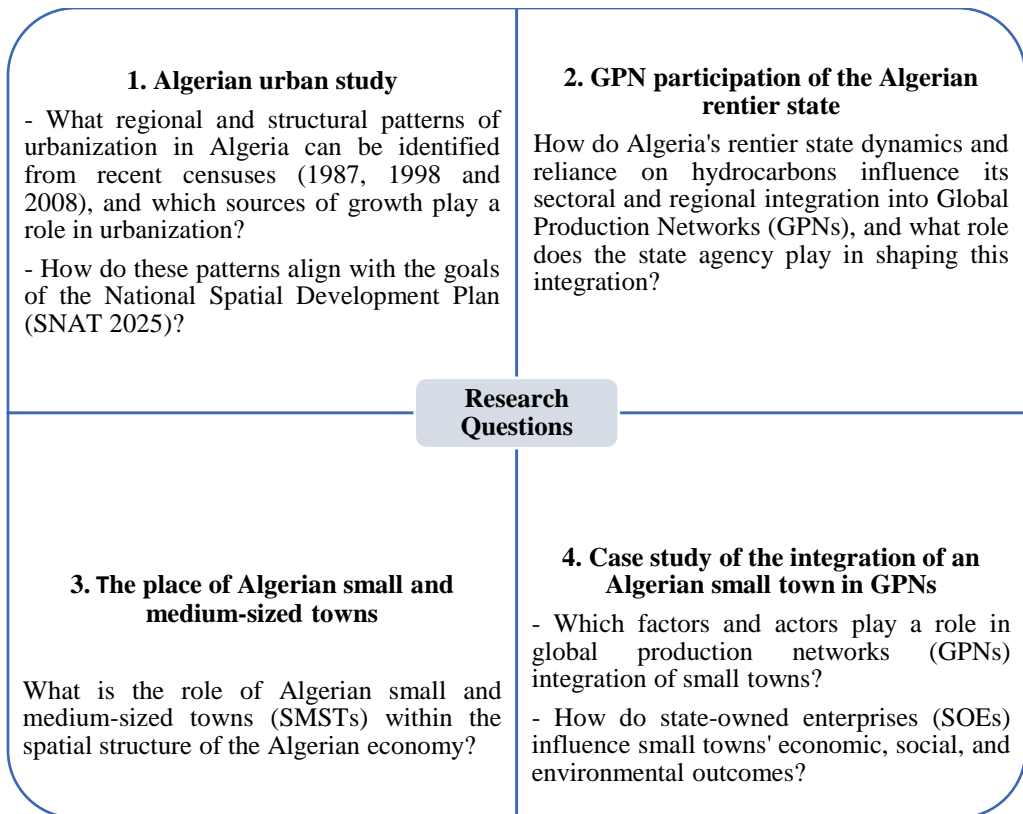 1. Algerian urban study
- What regional and structural patterns of
urbanization in Algeria can be identified
from recent censuses (1987, 1998 and
2008), and which sources of growth play a
role in urbanization?
- How do these patterns align with the goals
of the National Spatial Development Plan
(SNAT 2025)?
2. GPN participation of the Algerian
rentier state
How do Algeria's rentier state dynamics and
reliance on hydrocarbons influence its
sectoral and regional integration into Global
Production Networks (GPNs), and what role
does the state agency play in shaping this
integration?
Research
Questions
3. The place of Algerian small and
medium-sized towns
What is the role of Algerian small and
medium-sized towns (SMSTs) within the
spatial structure of the Algerian economy?
4. Case study of the integration of an
Algerian small town in GPNs
- Which factors and actors play a role in
global production networks (GPNs)
integration of small towns?
- How do state-owned enterprises (SOEs)
influence small towns' economic, social, and
environmental outcomes?